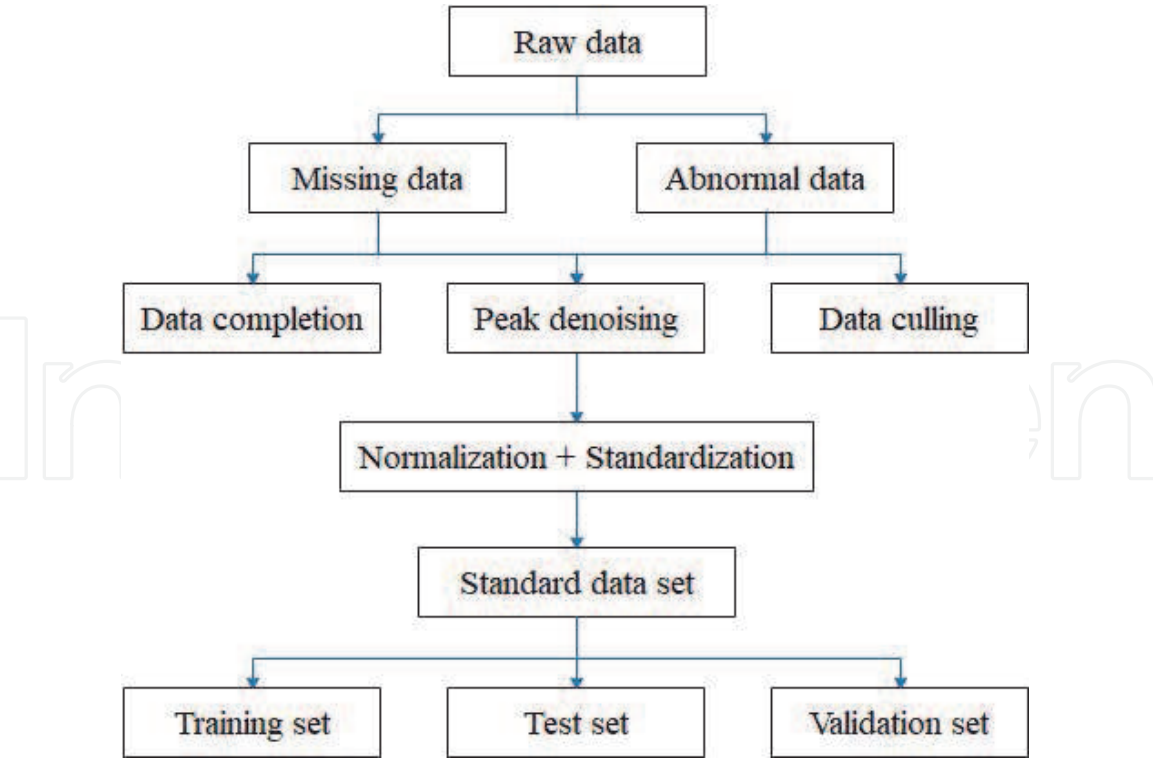 Raw data
Missing data
Abnormal data
Data completion
Peak denoising
Data culling
Normalization + Standardization
Standard data set
Training set
Test set
Validation set